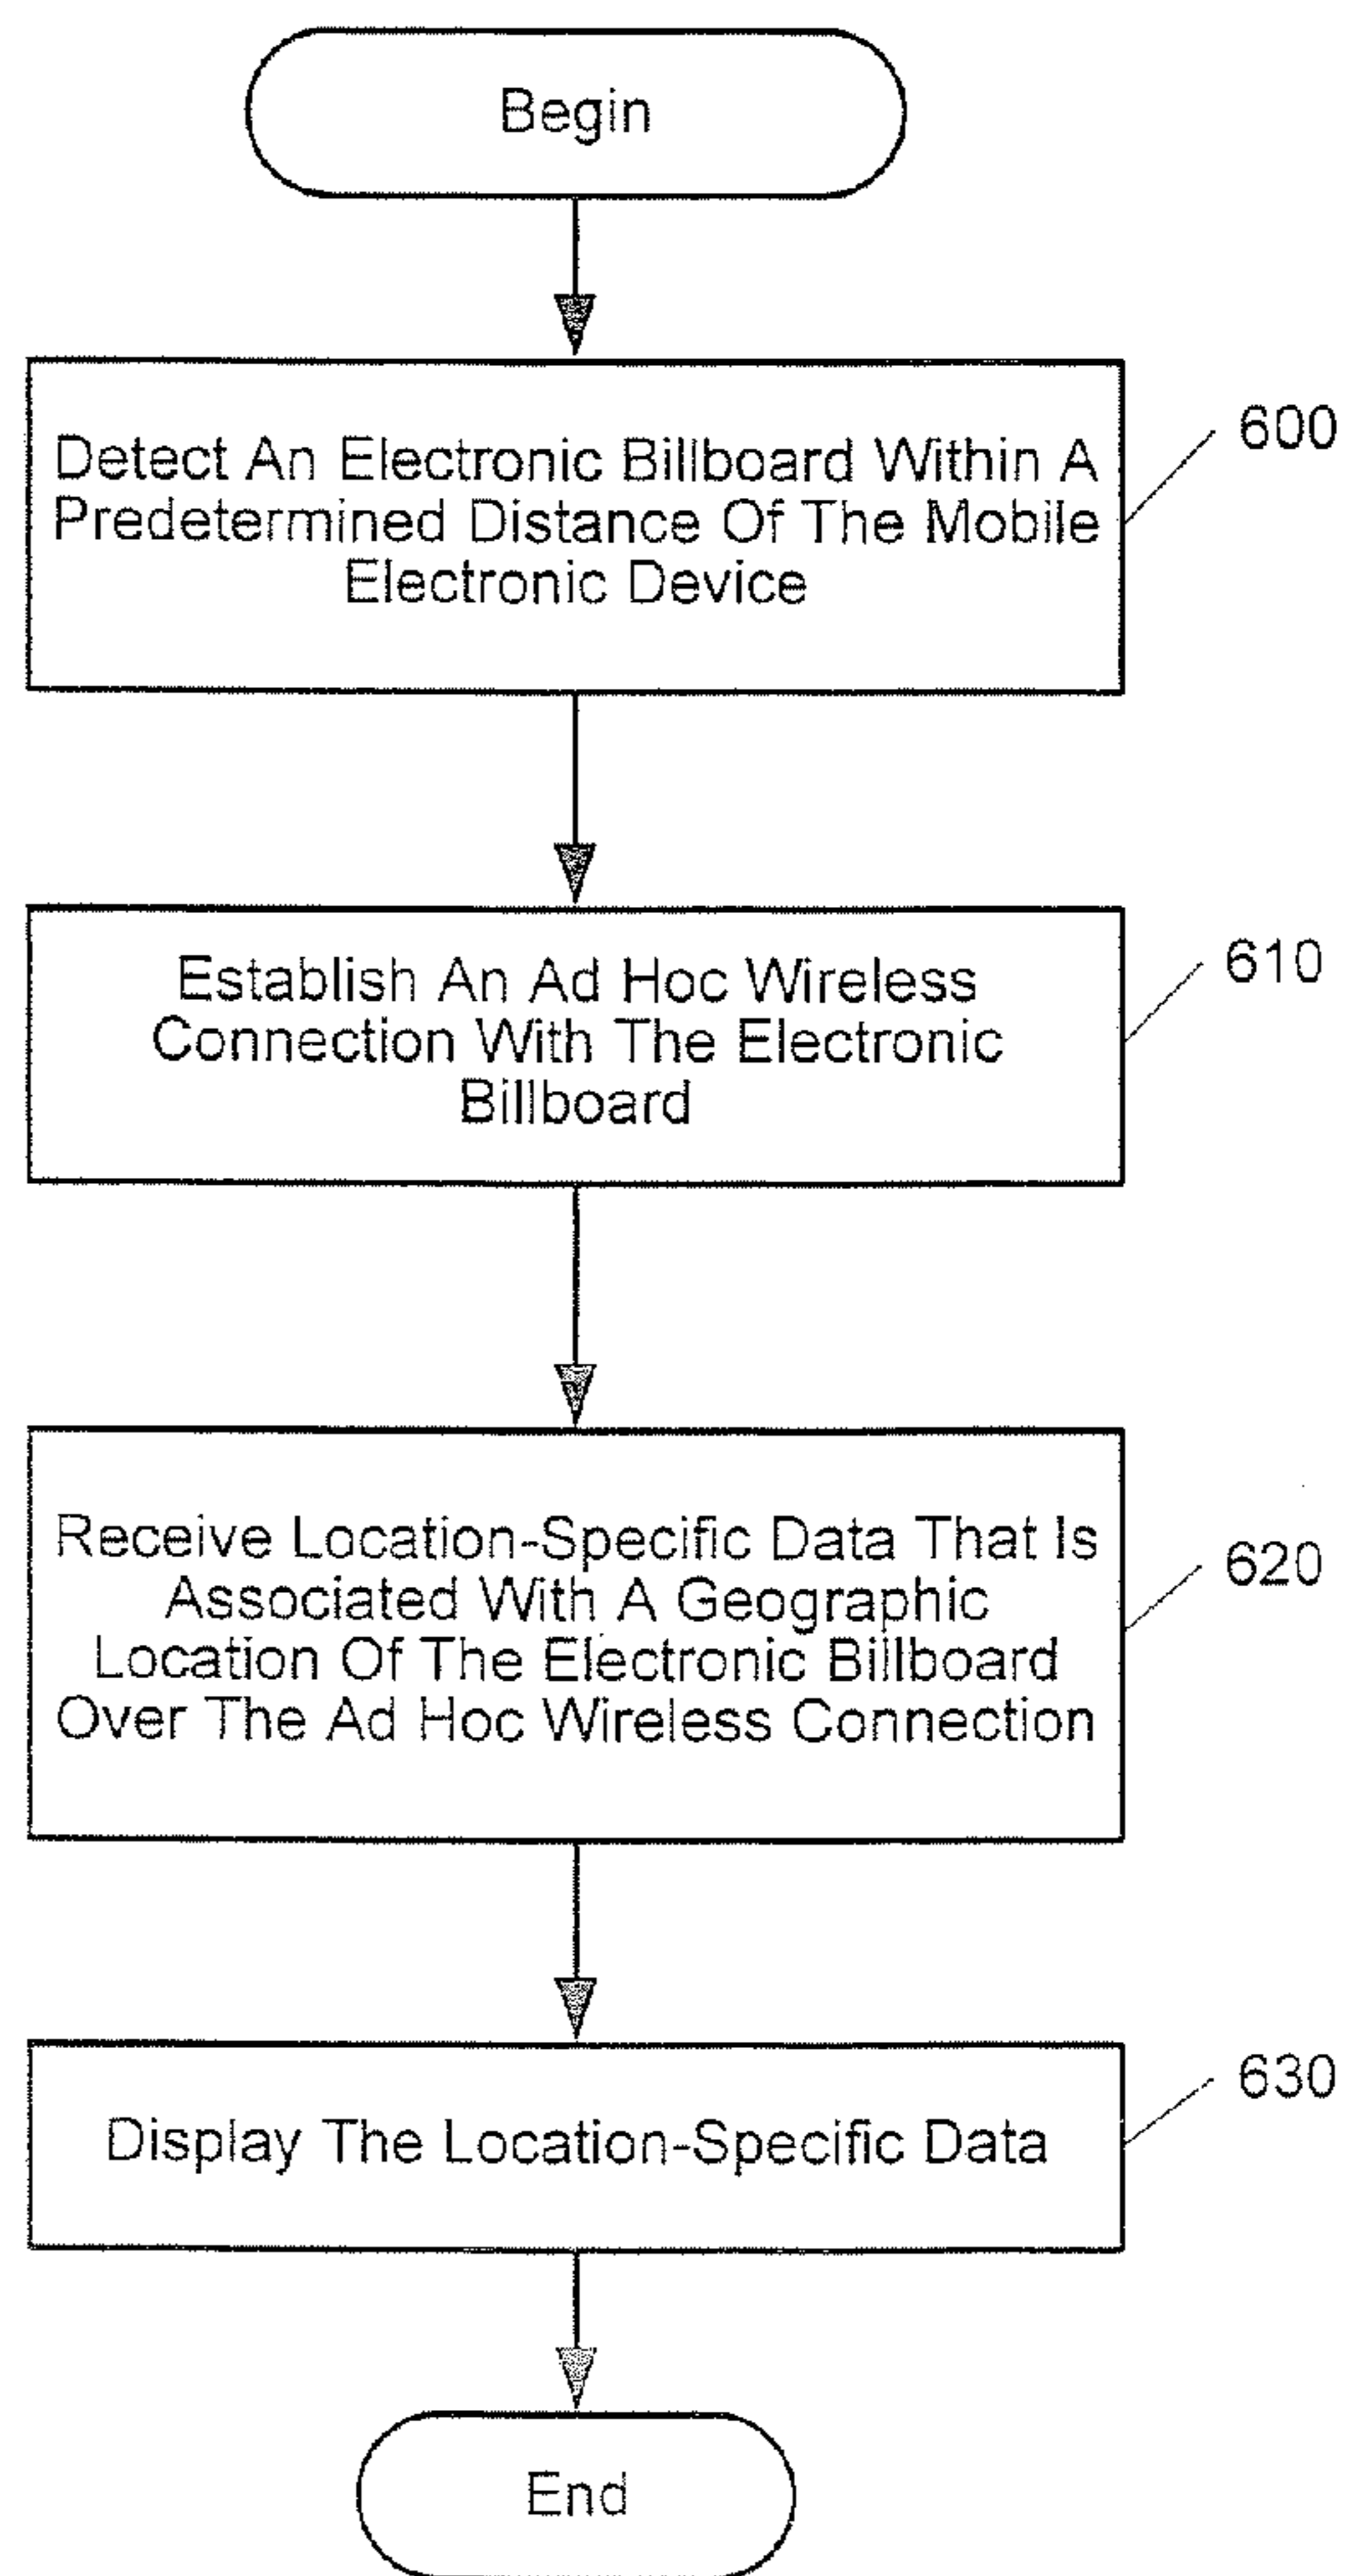 Begin
Detect An Electronic Billboard Within A
Predetermined Distance Of The Mobile
Electronic Device
600
Establish An Ad Hoc Wireless
Connection With The Electronic
Billboard
610
Receive Location-Specific Data That Is
Associated With A Geographic
Location Of The Electronic Billboard
Over The Ad Hoc Wireless Connection
620
Display The Location-Specific Data
630
End